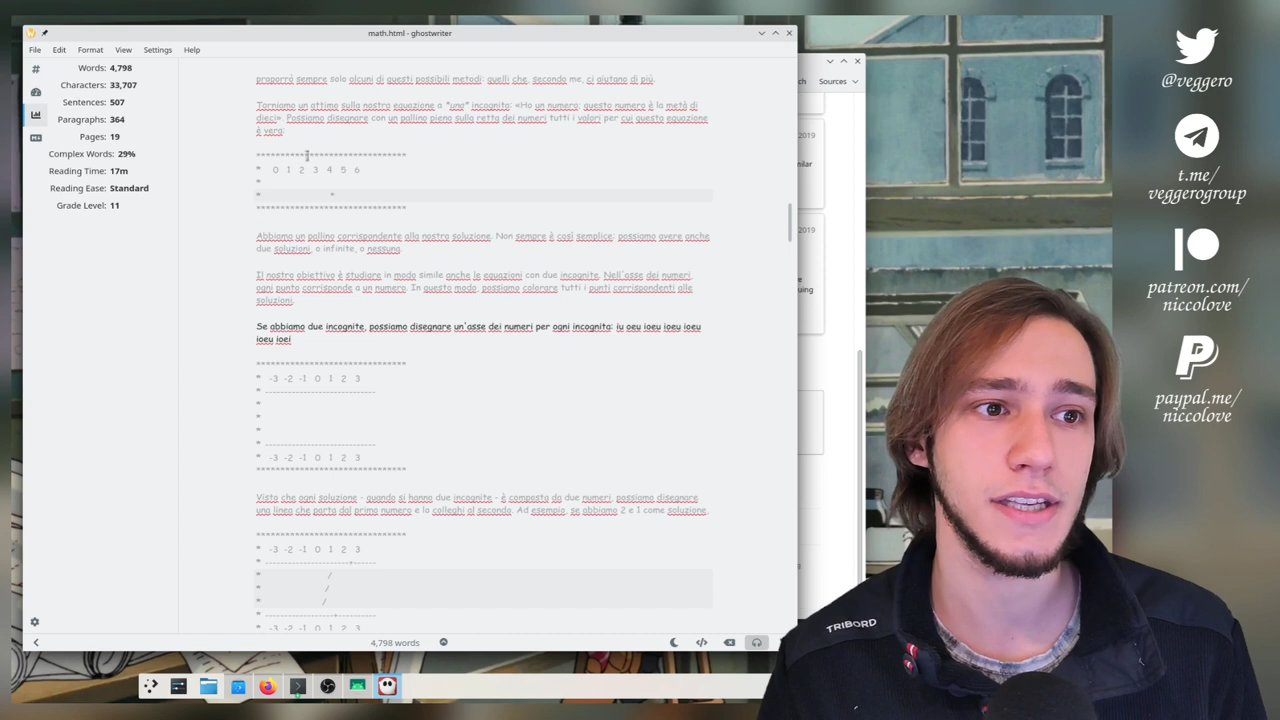 math.html - ghostwriter
File Edit Format View Settings Help
Words: 4,798
Characters: 33,707
Sentences: 507
Paragraphs: 364
Pages: 19
Complex Words: 29%
Reading Time: 17m
Reading Ease: Standard
Grade Level: 11
proporrò sempre solo alcuni di questi possibili metodi: quelli che, secondo me, ci aiutano di più.
Torniamo un attimo sulla nostra equazione a *una* incognita: «Ho un numero; questo numero è la metà di
dieci». Possiamo disegnare con un pallino pieno sulla retta dei numeri tutti i valori per cui questa equazione
è vera:
******************************
* 0 1 2 3 4 5 6
*
* *
******************************
Abbiamo un pallino corrispondente alla nostra soluzione. Non sempre è così semplice: possiamo avere anche
due soluzioni, o infinite, o nessuna.
Il nostro obiettivo è studiare in modo simile anche le equazioni con due incognite. Nell'asse dei numeri,
ogni punto corrisponde a un numero. In questo modo, possiamo colorare tutti i punti corrispondenti alle
soluzioni.
Se abbiamo due incognite, possiamo disegnare un'asse dei numeri per ogni incognita: iu oeu ioeu ioeu ioeu
ioeu ioei
******************************
* -3 -2 -1 0 1 2 3
* -----------------------------
*
*
*
* -----------------------------
* -3 -2 -1 0 1 2 3
******************************
Visto che ogni soluzione - quando si hanno due incognite - è composta da due numeri, possiamo disegnare
una linea che parta dal primo numero e lo colleghi al secondo. Ad esempio, se abbiamo 2 e 1 come soluzione,
******************************
* -3 -2 -1 0 1 2 3
* ----------------------+------
* /
* /
* /
* ------------------+----------
* -3 -2 -1 0 1 2 3
4,798 words
ch Sources
2019
2019
@veggero
t.me/
veggerogroup
patreon.com/
niccolove
paypal.me/
niccolove
TRIBORD